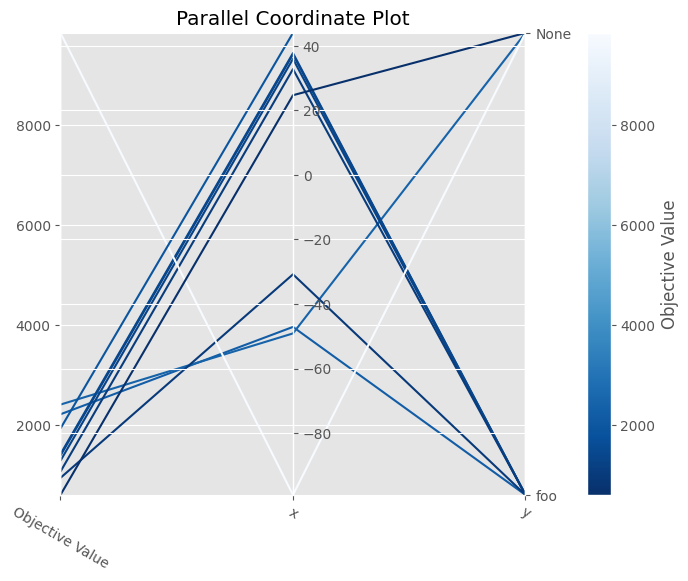 Parallel Coordinate Plot
8000
6000
4000
2000
40
20
0
−20
−40
−60
−80
None
foo
8000
6000
4000
2000
Objective Value
Objective Value
x
y